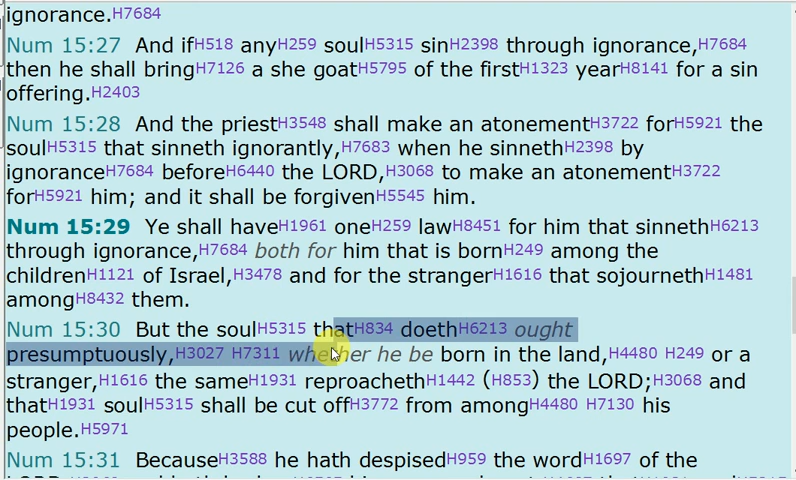 ignorance.H7684
Num 15:27 And ifH518 anyH259 soulH5315 sinH2398 through ignorance,H7684
then he shall bringH7126 a she goatH5795 of the firstH1323 yearH8141 for a sin
offering.H2403
Num 15:28 And the priestH3548 shall make an atonementH3722 forH5921 the
soulH5315 that sinneth ignorantly,H7683 when he sinnethH2398 by
ignoranceH7684 beforeH6440 the LORD,H3068 to make an atonementH3722
forH5921 him; and it shall be forgivenH5545 him.
Num 15:29 Ye shall haveH1961 oneH259 lawH8451 for him that sinnethH6213
through ignorance,H7684 both for him that is bornH249 among the
childrenH1121 of Israel,H3478 and for the strangerH1616 that sojournethH1481
amongH8432 them.
Num 15:30 But the soulH5315 thatH834 doethH6213 ought
presumptuously,H3027 H7311 whether he be born in the land,H4480 H249 or a
stranger,H1616 the sameH1931 reproachethH1442 (H853) the LORD;H3068 and
thatH1931 soulH5315 shall be cut offH3772 from amongH4480 H7130 his
people.H5971
Num 15:31 BecauseH3588 he hath despisedH959 the wordH1697 of the